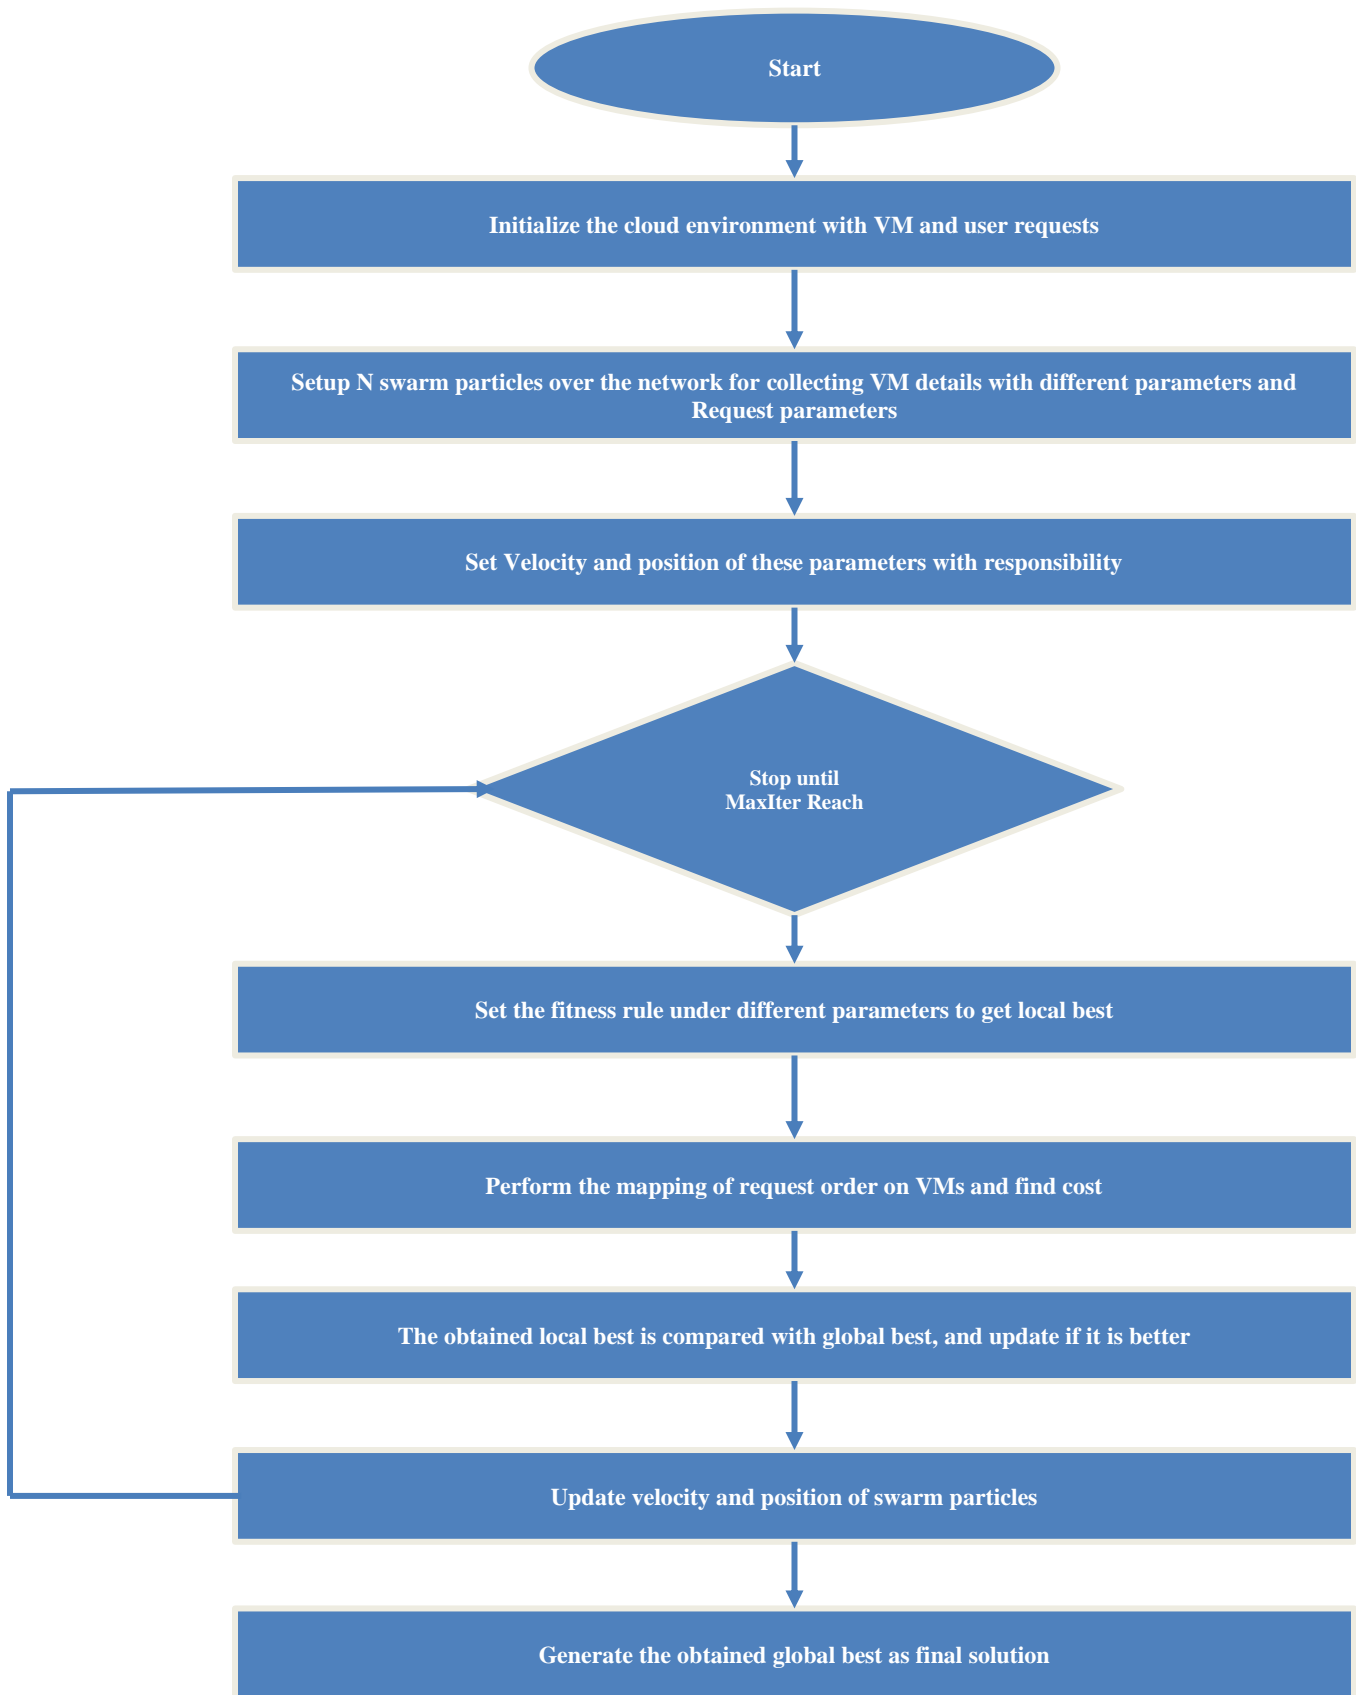 Start
Initialize the cloud environment with VM and user requests
Setup N swarm particles over the network for collecting VM details with different parameters and
Request parameters
Set Velocity and position of these parameters with responsibility
Stop until
MaxIter Reach
Set the fitness rule under different parameters to get local best
Perform the mapping of request order on VMs and find cost
The obtained local best is compared with global best, and update if it is better
Update velocity and position of swarm particles
Generate the obtained global best as final solution